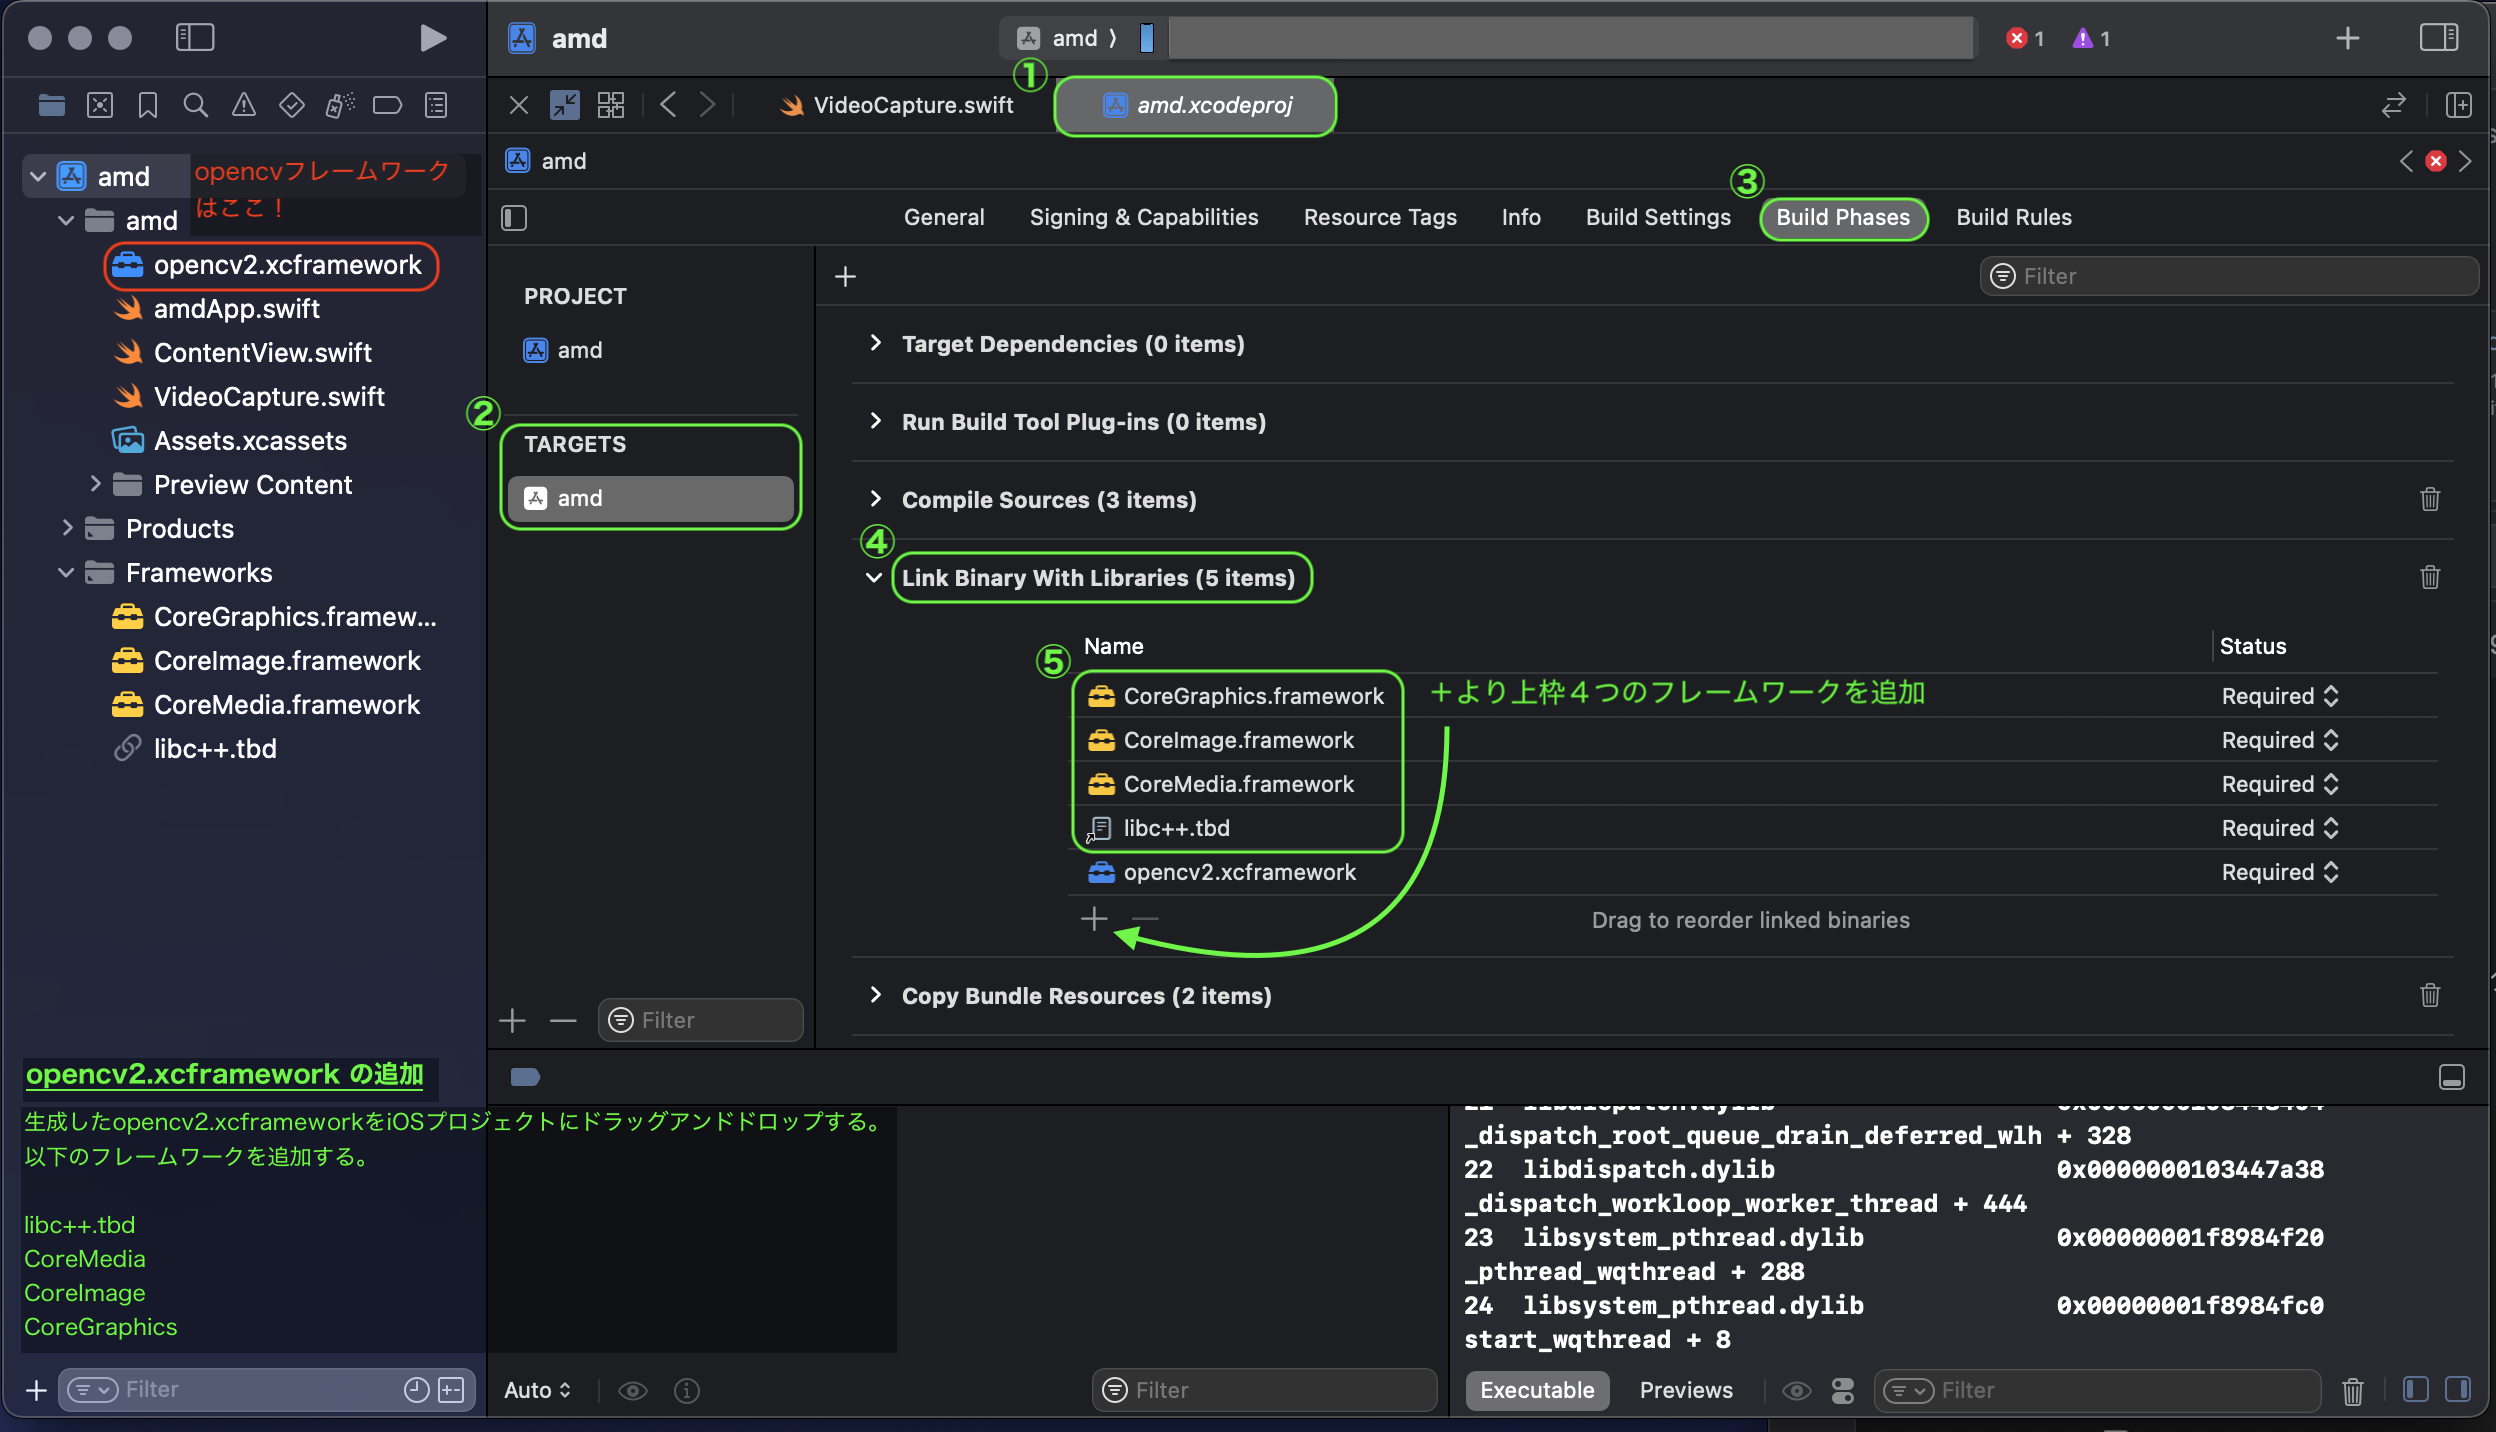 amd
amd 〉
1
1
①
VideoCapture.swift
amd.xcodeproj
amd
amd
opencvフレームワーク
はここ！
amd
opencv2.xcframework
amdApp.swift
ContentView.swift
VideoCapture.swift
Assets.xcassets
Preview Content
Products
Frameworks
CoreGraphics.framew...
CoreImage.framework
CoreMedia.framework
libc++.tbd
③
General
Signing & Capabilities
Resource Tags
Info
Build Settings
Build Phases
Build Rules
PROJECT
amd
②
TARGETS
amd
Filter
Filter
Target Dependencies (0 items)
Run Build Tool Plug-ins (0 items)
Compile Sources (3 items)
④
Link Binary With Libraries (5 items)
⑤
Name
Status
CoreGraphics.framework
Required
CoreImage.framework
Required
CoreMedia.framework
Required
libc++.tbd
Required
opencv2.xcframework
Required
＋より上枠４つのフレームワークを追加
Drag to reorder linked binaries
Copy Bundle Resources (2 items)
opencv2.xcframework の追加
生成したopencv2.xcframeworkをiOSプロジェクトにドラッグアンドドロップする。
以下のフレームワークを追加する。
libc++.tbd
CoreMedia
CoreImage
CoreGraphics
Filter
Auto
Filter
_dispatch_root_queue_drain_deferred_wlh + 328
22 libdispatch.dylib 0x0000000103447a38
_dispatch_workloop_worker_thread + 444
23 libsystem_pthread.dylib 0x00000001f8984f20
_pthread_wqthread + 288
24 libsystem_pthread.dylib 0x00000001f8984fc0
start_wqthread + 8
Executable
Previews
Filter